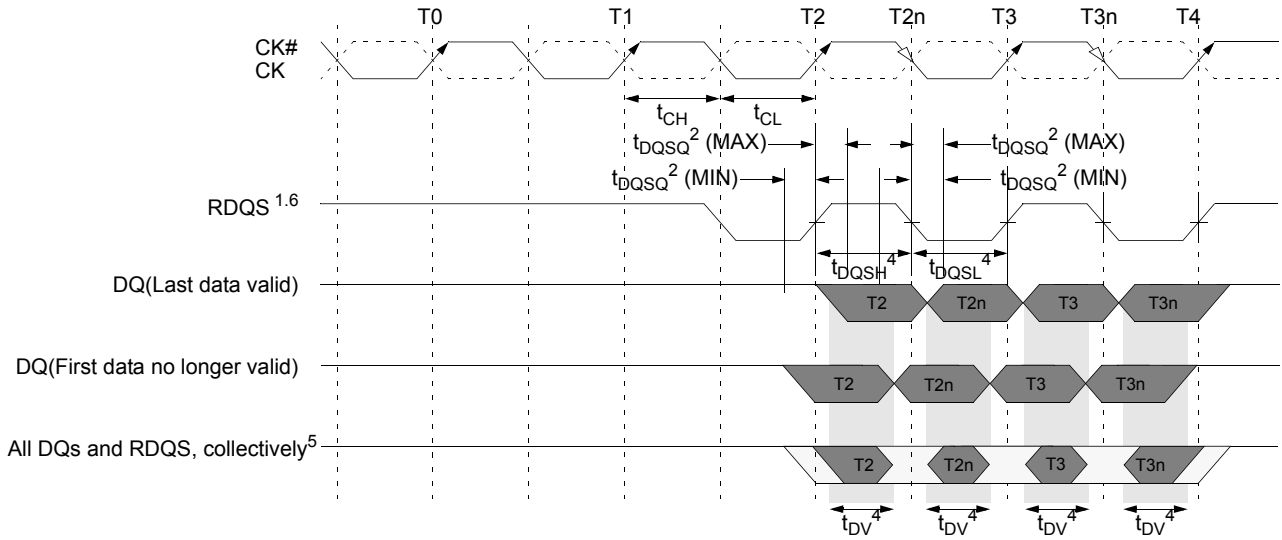 T0 T1 T2 T2n T3 T3n T4
CK#
CK
tCH tCL
tDQSQ2 (MAX) tDQSQ2 (MAX)
tDQSQ2 (MIN) tDQSQ2 (MIN)
RDQS 1.6
tDQSH4 tDQSL4
DQ(Last data valid)
T2 T2n T3 T3n
DQ(First data no longer valid)
T2 T2n T3 T3n
All DQs and RDQS, collectively5
T2 T2n T3 T3n
tDV4 tDV4 tDV4 tDV4